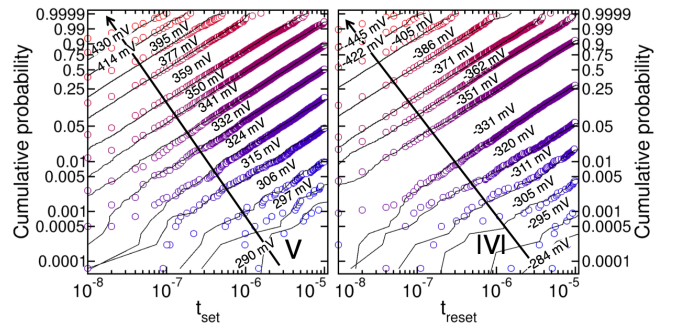 0.9999
0.99
0.9
0.75
0.5
0.25
0.05
0.01
0.005
0.001
0.0005
0.0001
Cumulative probability
430 mV
414 mV
395 mV
377 mV
359 mV
350 mV
341 mV
332 mV
324 mV
315 mV
306 mV
297 mV
290 mV
V
10^-8
10^-7
10^-6
10^-5
t_set
-445 mV
-422 mV
-405 mV
-386 mV
-371 mV
-362 mV
-351 mV
-331 mV
-320 mV
-311 mV
-305 mV
-295 mV
-284 mV
|V|
10^-8
10^-7
10^-6
10^-5
t_reset
0.9999
0.99
0.9
0.75
0.5
0.25
0.05
0.01
0.005
0.001
0.0005
0.0001
Cumulative probability